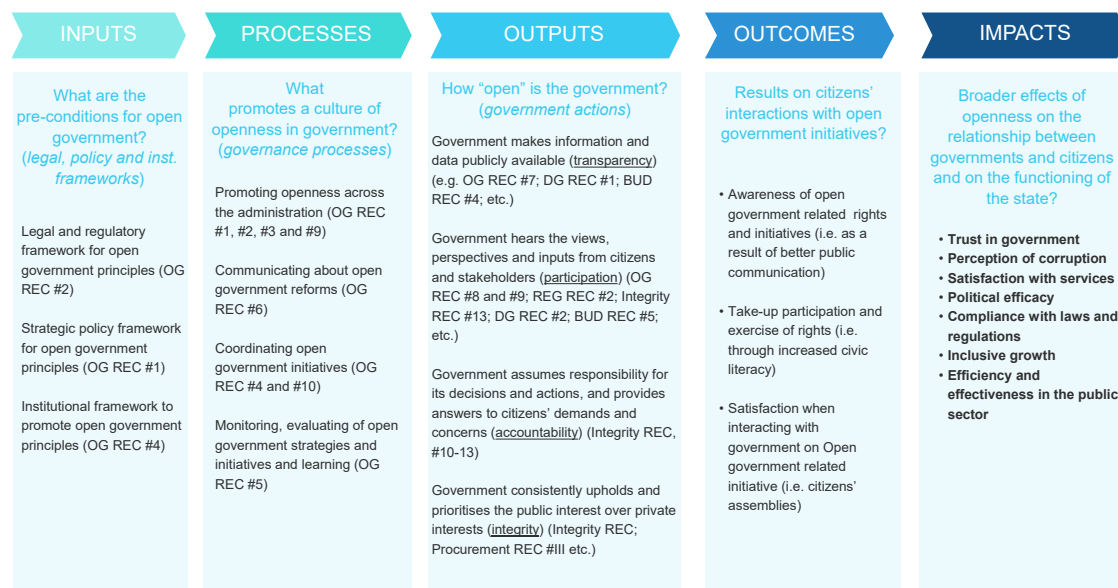 INPUTS
What are the
pre-conditions for open
government?
(legal, policy and inst.
frameworks)
Legal and regulatory
framework for open
government principles (OG
REC #2)
Strategic policy framework
for open government
principles (OG REC #1)
Institutional framework to
promote open government
principles (OG REC #4)
PROCESSES
What
promotes a culture of
openness in government?
(governance processes)
Promoting openness across
the administration (OG REC
#1, #2, #3 and #9)
Communicating about open
government reforms (OG
REC #6)
Coordinating open
government initiatives (OG
REC #4 and #10)
Monitoring, evaluating of open
government strategies and
initiatives and learning (OG
REC #5)
OUTPUTS
How “open” is the government?
(government actions)
Government makes information and
data publicly available (transparency)
(e.g. OG REC #7; DG REC #1; BUD
REC #4; etc.)
Government hears the views,
perspectives and inputs from citizens
and stakeholders (participation) (OG
REC #8 and #9; REG REC #2; Integrity
REC #13; DG REC #2; BUD REC #5;
etc.)
Government assumes responsibility for
its decisions and actions, and provides
answers to citizens’ demands and
concerns (accountability) (Integrity REC,
#10-13)
Government consistently upholds and
prioritises the public interest over private
interests (integrity) (Integrity REC;
Procurement REC #III etc.)
OUTCOMES
Results on citizens’
interactions with open
government initiatives?
• Awareness of open
government related rights
and initiatives (i.e. as a
result of better public
communication)
• Take-up participation and
exercise of rights (i.e.
through increased civic
literacy)
• Satisfaction when
interacting with
government on Open
government related
initiative (i.e. citizens’
assemblies)
IMPACTS
Broader effects of
openness on the
relationship between
governments and citizens
and on the functioning of
the state?
• Trust in government
• Perception of corruption
• Satisfaction with services
• Political efficacy
• Compliance with laws and
regulations
• Inclusive growth
• Efficiency and
effectiveness in the public
sector